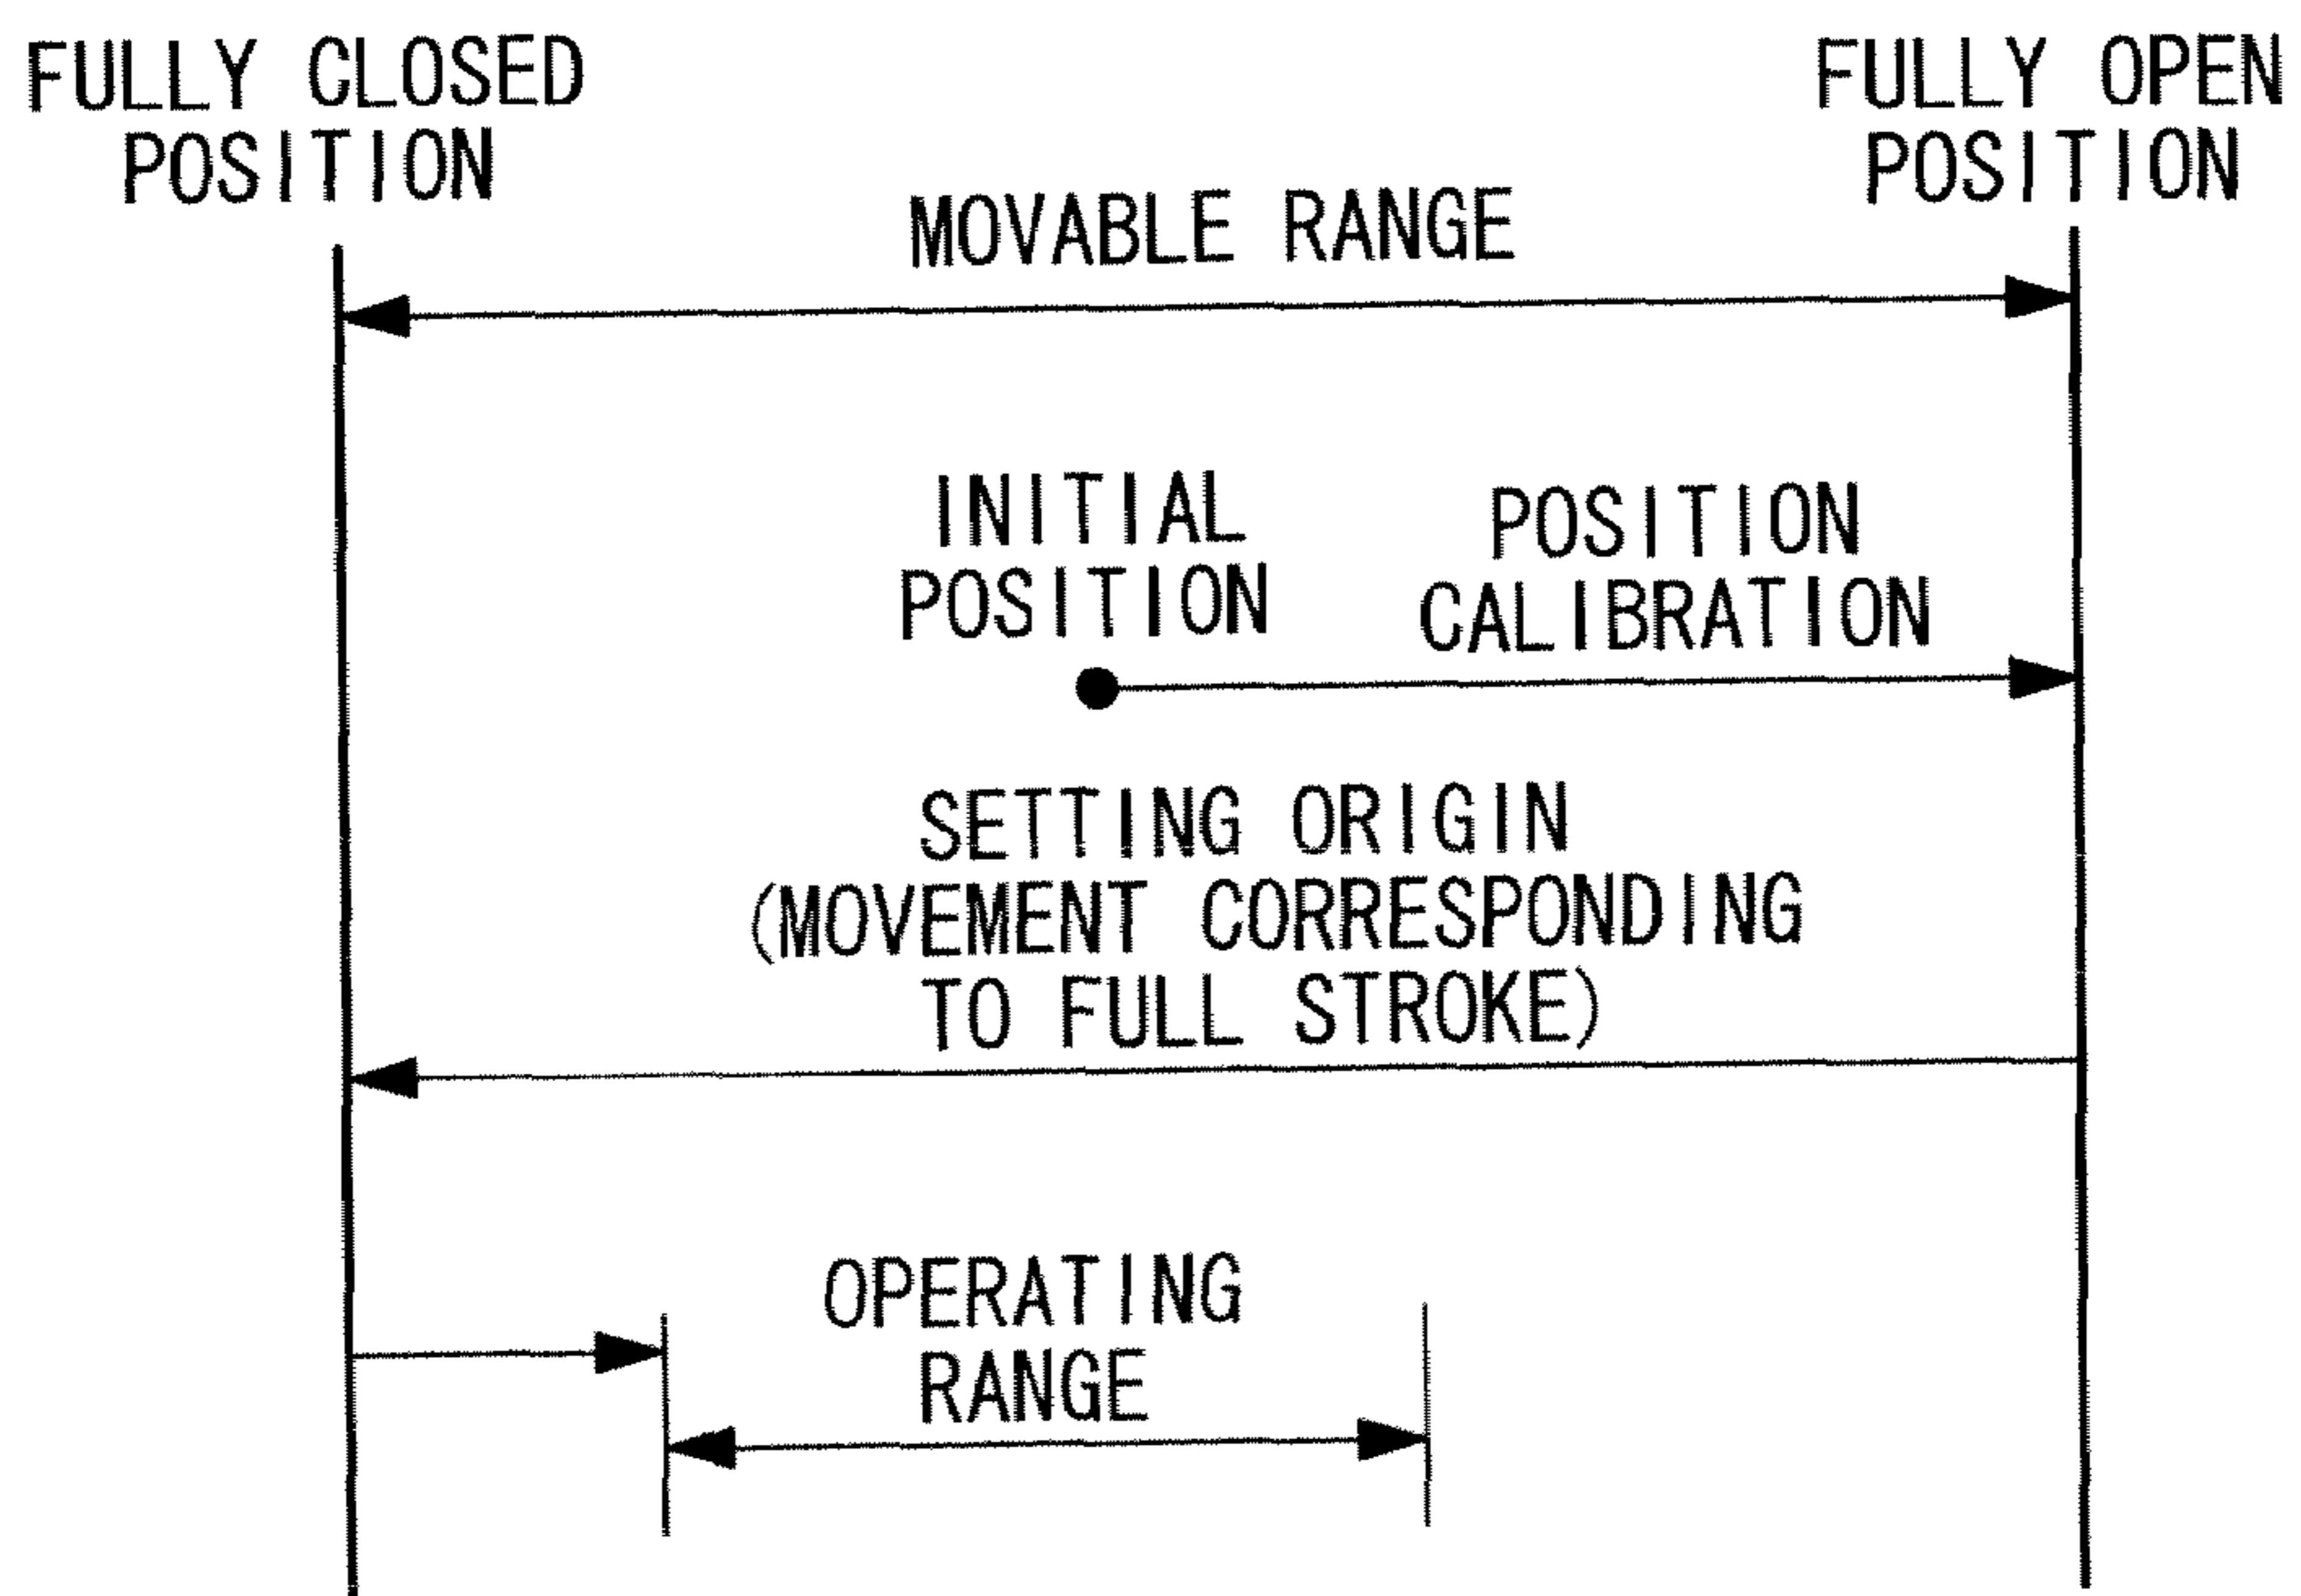 FULLY CLOSED
POSITION
FULLY OPEN
POSITION
MOVABLE RANGE
INITIAL
POSITION
POSITION
CALIBRATION
SETTING ORIGIN
(MOVEMENT CORRESPONDING
TO FULL STROKE)
OPERATING
RANGE